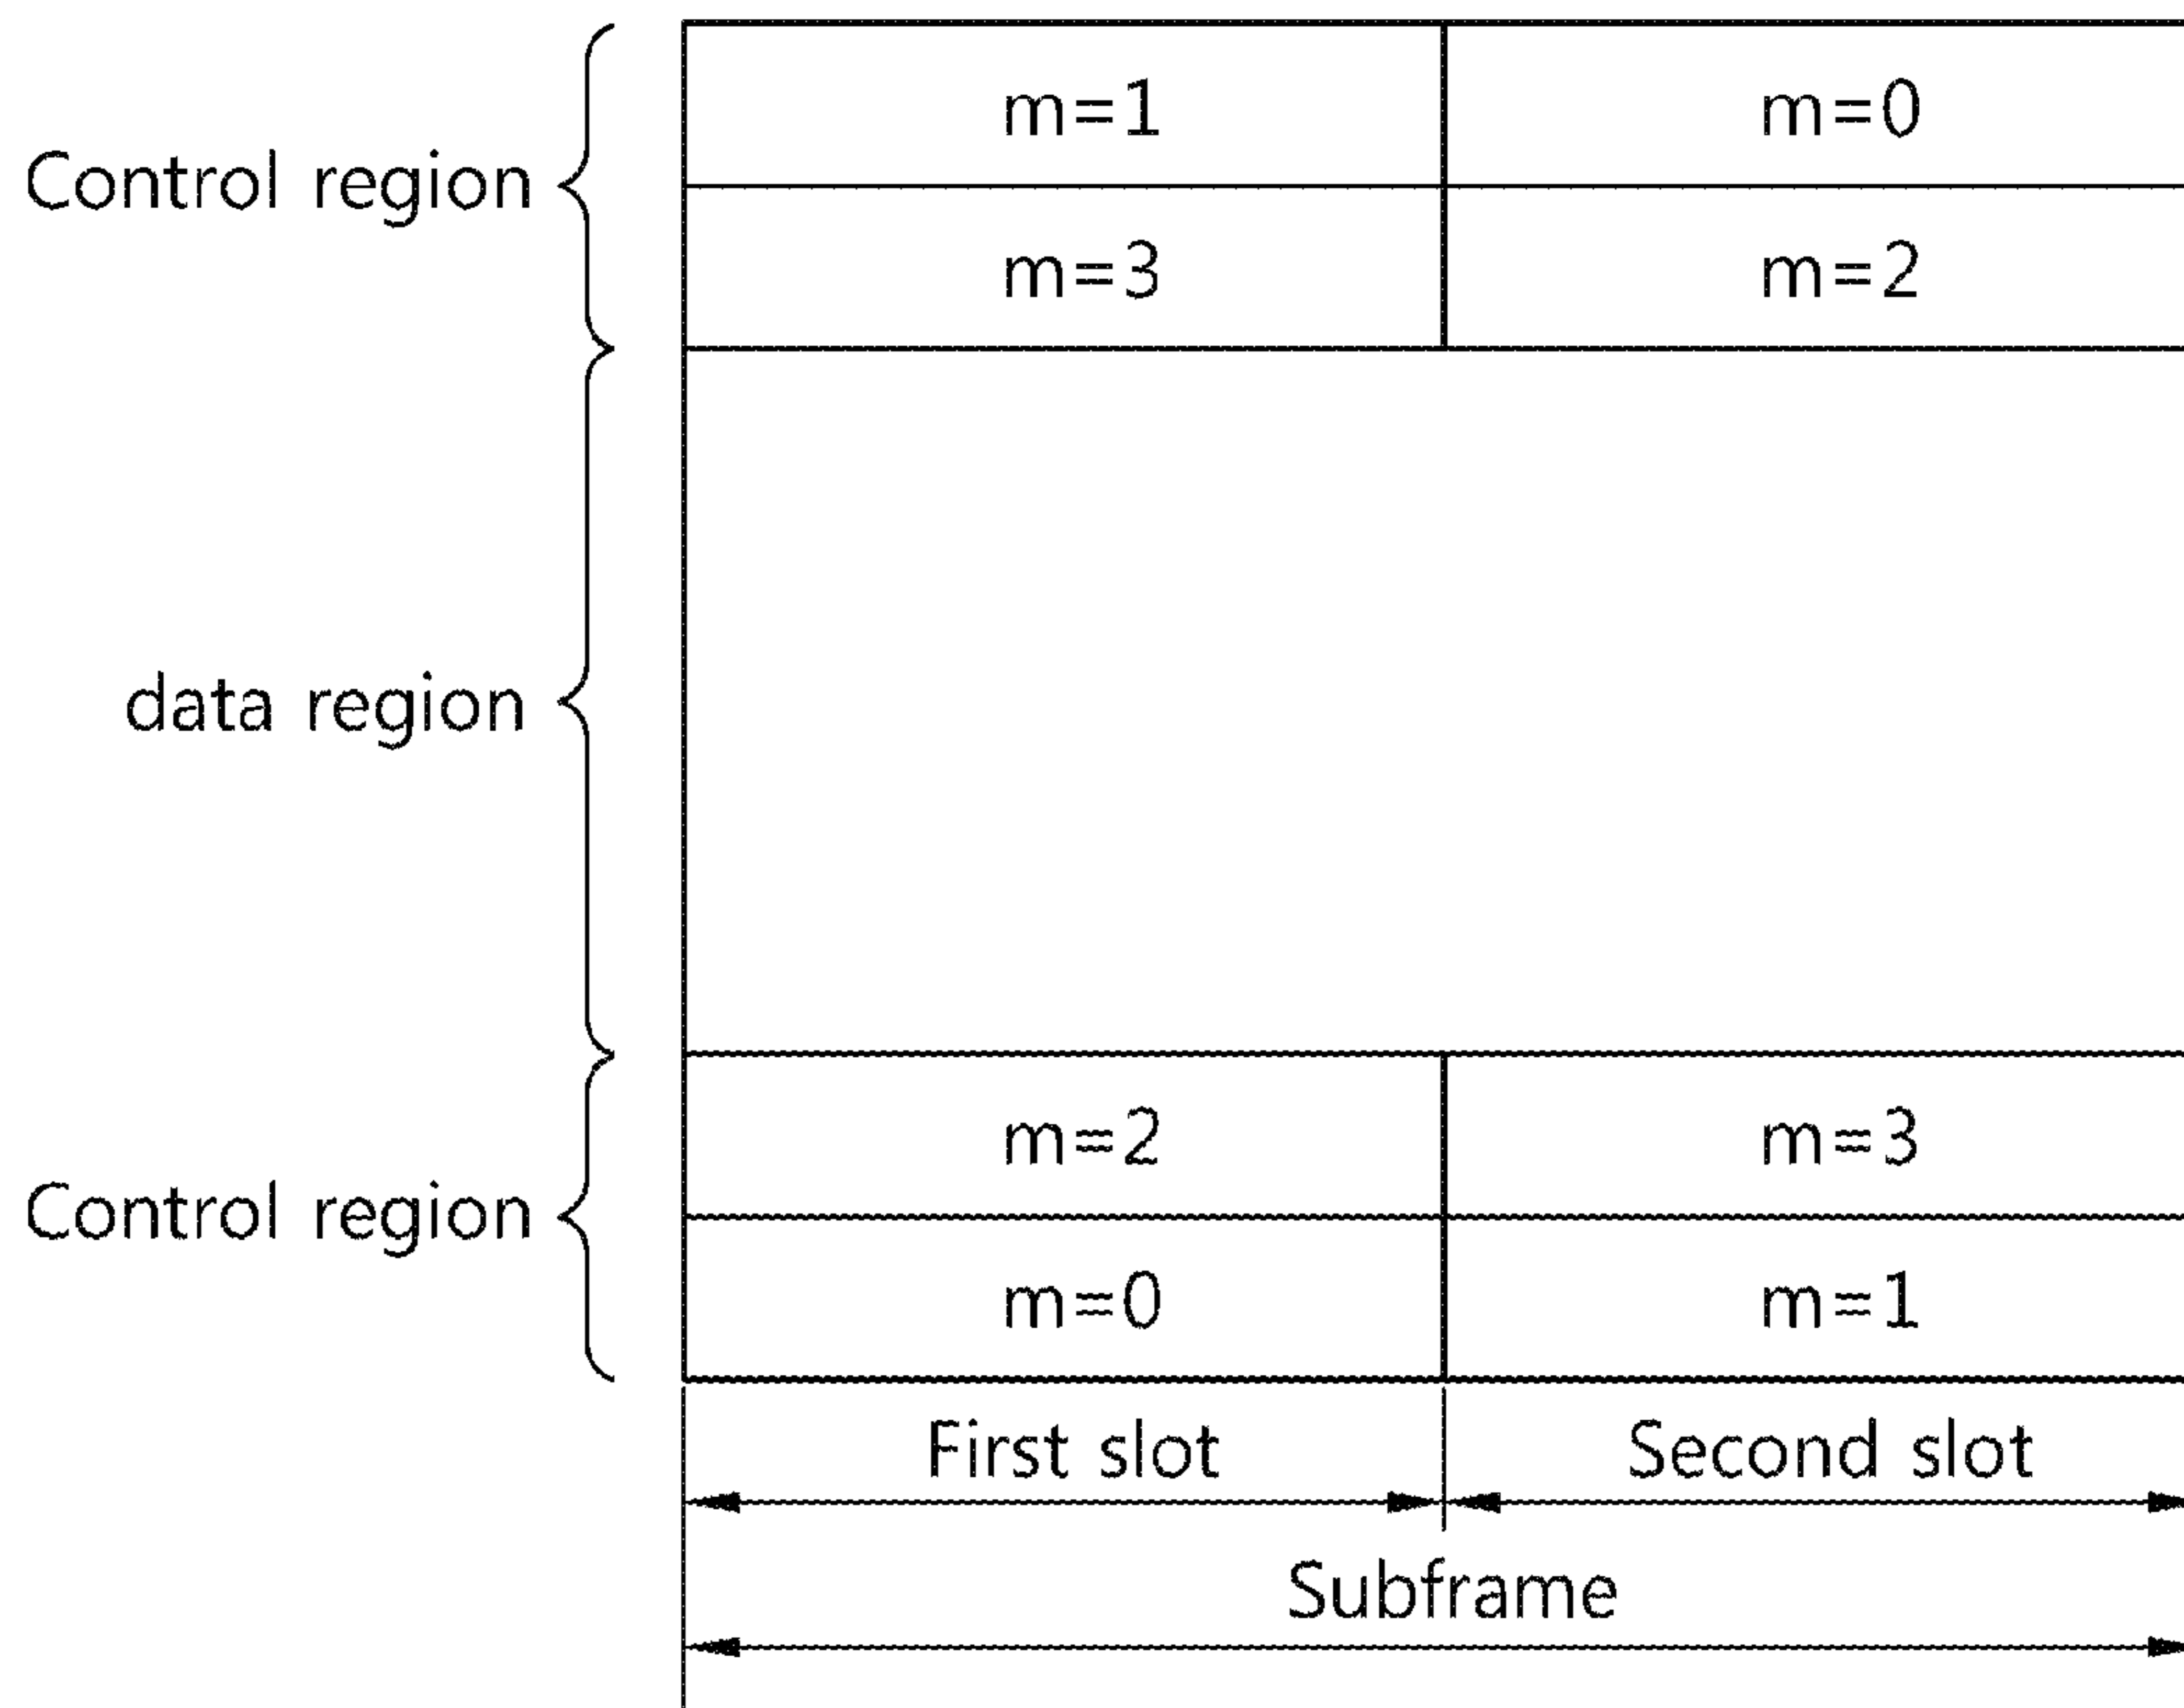 m=1 m=0
Control region
m=3 m=2
data region
m=2 m=3
Control region
m=0 m=1
First slot Second slot
Subframe